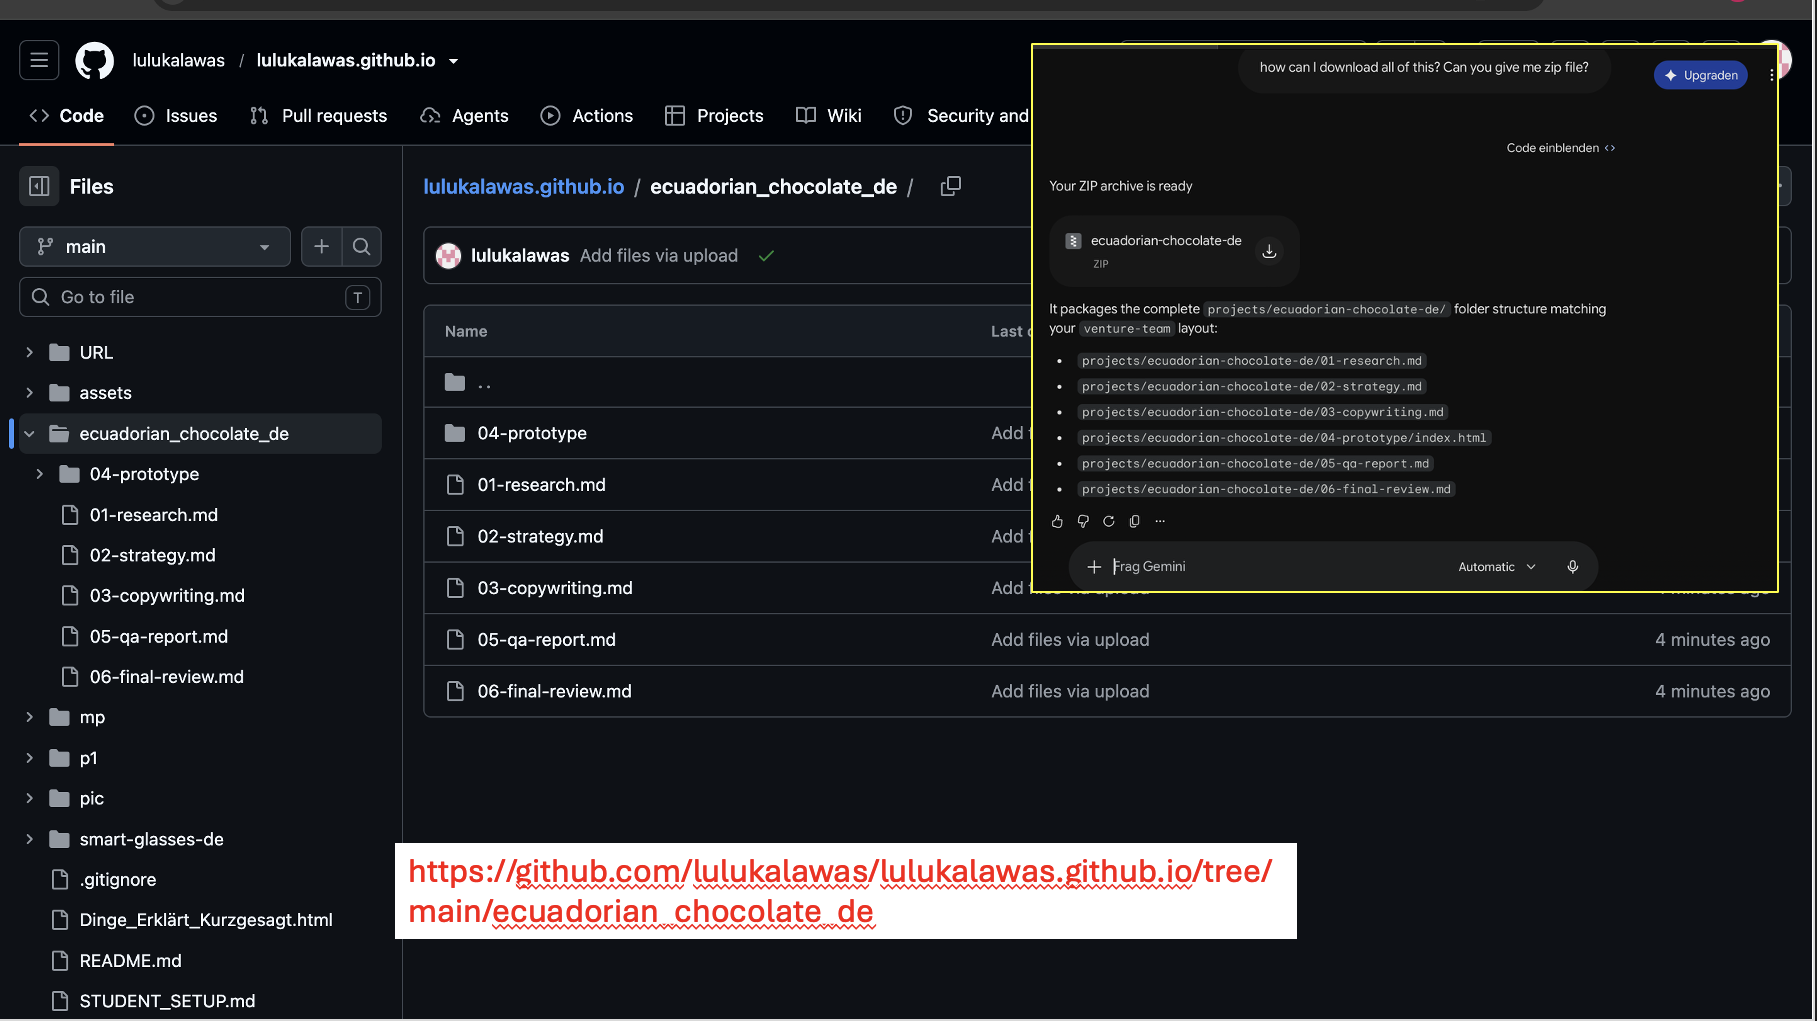 lulukalawas / lulukalawas.github.io
Code Issues Pull requests Agents Actions Projects Wiki Security and
Files
main
Go to file T
URL
assets
ecuadorian_chocolate_de
04-prototype
01-research.md
02-strategy.md
03-copywriting.md
05-qa-report.md
06-final-review.md
mp
p1
pic
smart-glasses-de
.gitignore
Dinge_Erklärt_Kurzgesagt.html
README.md
STUDENT_SETUP.md
lulukalawas.github.io / ecuadorian_chocolate_de /
lulukalawas Add files via upload
Name
..
04-prototype
01-research.md
02-strategy.md
03-copywriting.md
05-qa-report.md Add files via upload 4 minutes ago
06-final-review.md Add files via upload 4 minutes ago
how can I download all of this? Can you give me zip file?
Upgraden
Code einblenden
Your ZIP archive is ready
ecuadorian-chocolate-de
ZIP
It packages the complete projects/ecuadorian-chocolate-de/ folder structure matching
your venture-team layout:
• projects/ecuadorian-chocolate-de/01-research.md
• projects/ecuadorian-chocolate-de/02-strategy.md
• projects/ecuadorian-chocolate-de/03-copywriting.md
• projects/ecuadorian-chocolate-de/04-prototype/index.html
• projects/ecuadorian-chocolate-de/05-qa-report.md
• projects/ecuadorian-chocolate-de/06-final-review.md
Frag Gemini Automatic
https://github.com/lulukalawas/lulukalawas.github.io/tree/
main/ecuadorian_chocolate_de